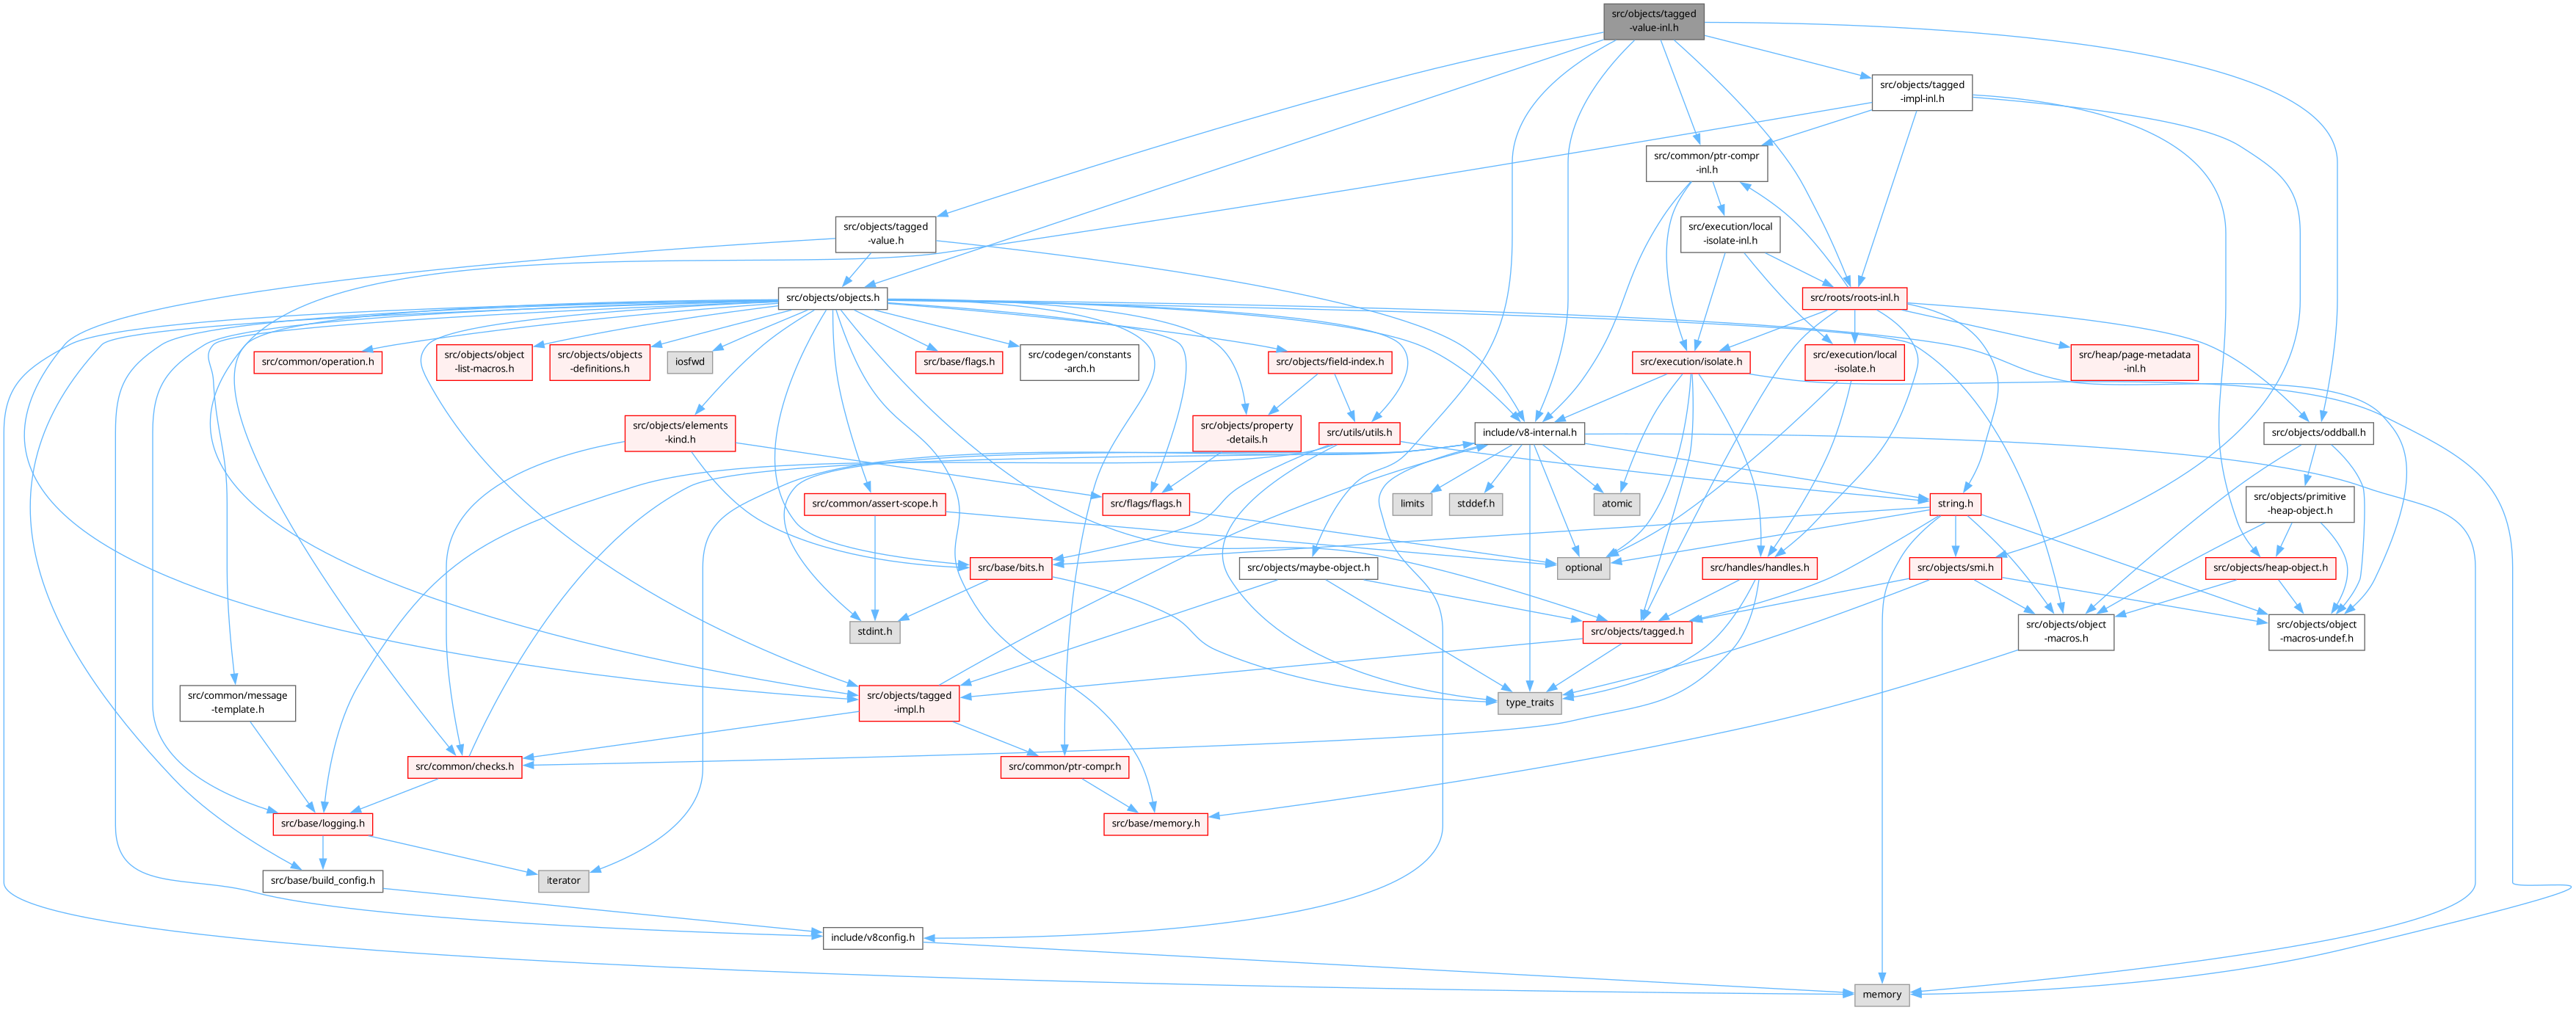 src/objects/tagged
-value-inl.h
src/objects/tagged
-impl-inl.h
src/common/ptr-compr
-inl.h
src/objects/tagged
-value.h
src/execution/local
-isolate-inl.h
src/objects/objects.h
src/roots/roots-inl.h
src/common/operation.h
src/objects/object
-list-macros.h
src/objects/objects
-definitions.h
iosfwd
src/base/flags.h
src/codegen/constants
-arch.h
src/objects/field-index.h
src/execution/isolate.h
src/execution/local
-isolate.h
src/heap/page-metadata
-inl.h
src/objects/elements
-kind.h
src/objects/property
-details.h
src/utils/utils.h
include/v8-internal.h
src/objects/oddball.h
src/common/assert-scope.h
src/flags/flags.h
limits
stddef.h
atomic
string.h
src/objects/primitive
-heap-object.h
src/base/bits.h
src/objects/maybe-object.h
optional
src/handles/handles.h
src/objects/smi.h
src/objects/heap-object.h
stdint.h
src/objects/tagged.h
src/objects/object
-macros.h
src/objects/object
-macros-undef.h
src/common/message
-template.h
src/objects/tagged
-impl.h
type_traits
src/common/checks.h
src/common/ptr-compr.h
src/base/logging.h
src/base/memory.h
src/base/build_config.h
iterator
include/v8config.h
memory